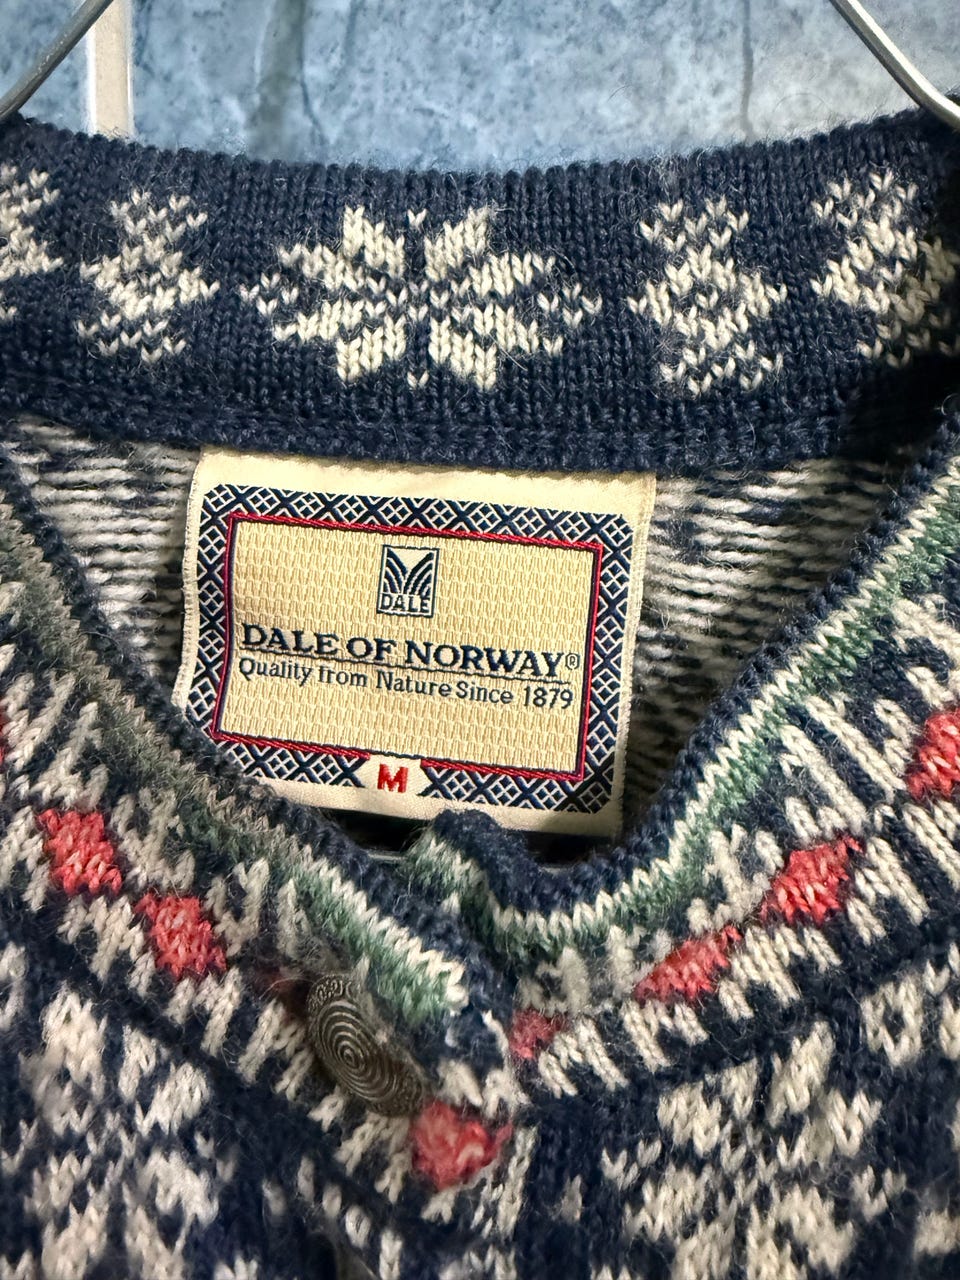 DALE
DALE OF NORWAY®
Quality from Nature Since 1879
M